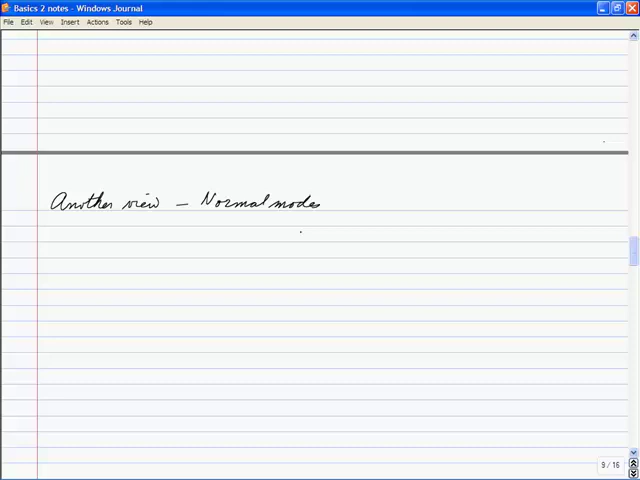 Basics 2 notes - Windows Journal
File Edit View Insert Actions Tools Help
Another view - Normal modes
9 / 16